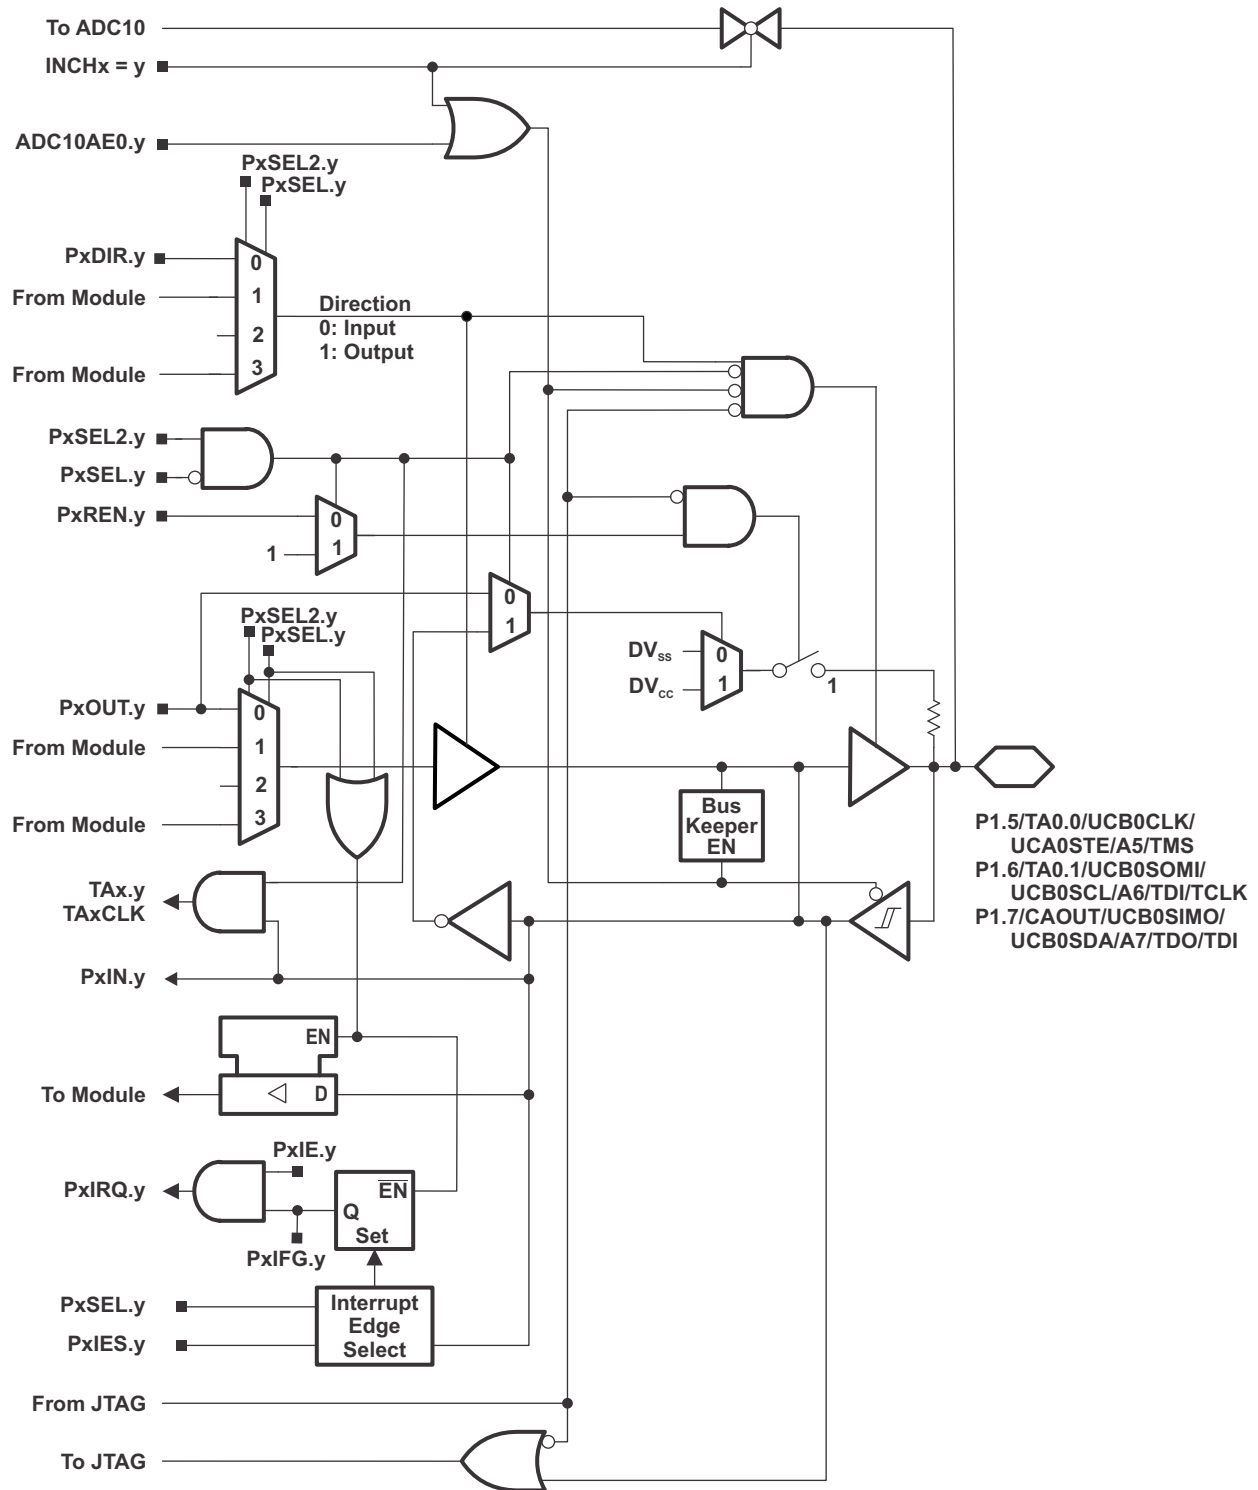 To ADC10
INCHx = y
ADC10AE0.y
PxSEL2.y
PxSEL.y
PxDIR.y
0
From Module
1
Direction
0: Input
1: Output
2
From Module
3
PxSEL2.y
PxSEL.y
PxREN.y
0
1
1
0
1
PxSEL2.y
PxSEL.y
DVSS
0
DVCC
1
1
PxOUT.y
0
From Module
1
2
From Module
3
Bus
Keeper
EN
P1.5/TA0.0/UCB0CLK/
UCA0STE/A5/TMS
P1.6/TA0.1/UCB0SOMI/
UCB0SCL/A6/TDI/TCLK
P1.7/CAOUT/UCB0SIMO/
UCB0SDA/A7/TDO/TDI
TAx.y
TAxCLK
PxIN.y
EN
To Module
D
PxIE.y
PxIRQ.y
EN
Q
Set
PxIFG.y
PxSEL.y
PxIES.y
Interrupt
Edge
Select
From JTAG
To JTAG